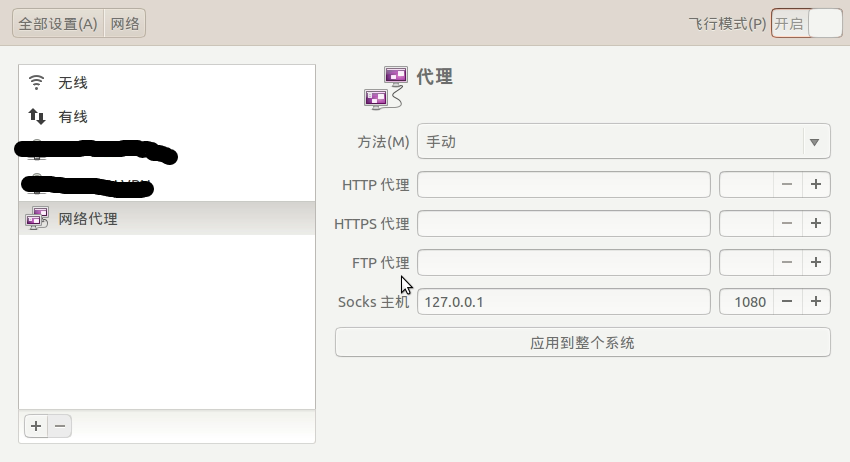 全部设置(A) 网络 飞行模式(P) 开启
无线
有线
网络代理
代理
方法(M) 手动
HTTP 代理
HTTPS 代理
FTP 代理
Socks 主机 127.0.0.1 1080
应用到整个系统